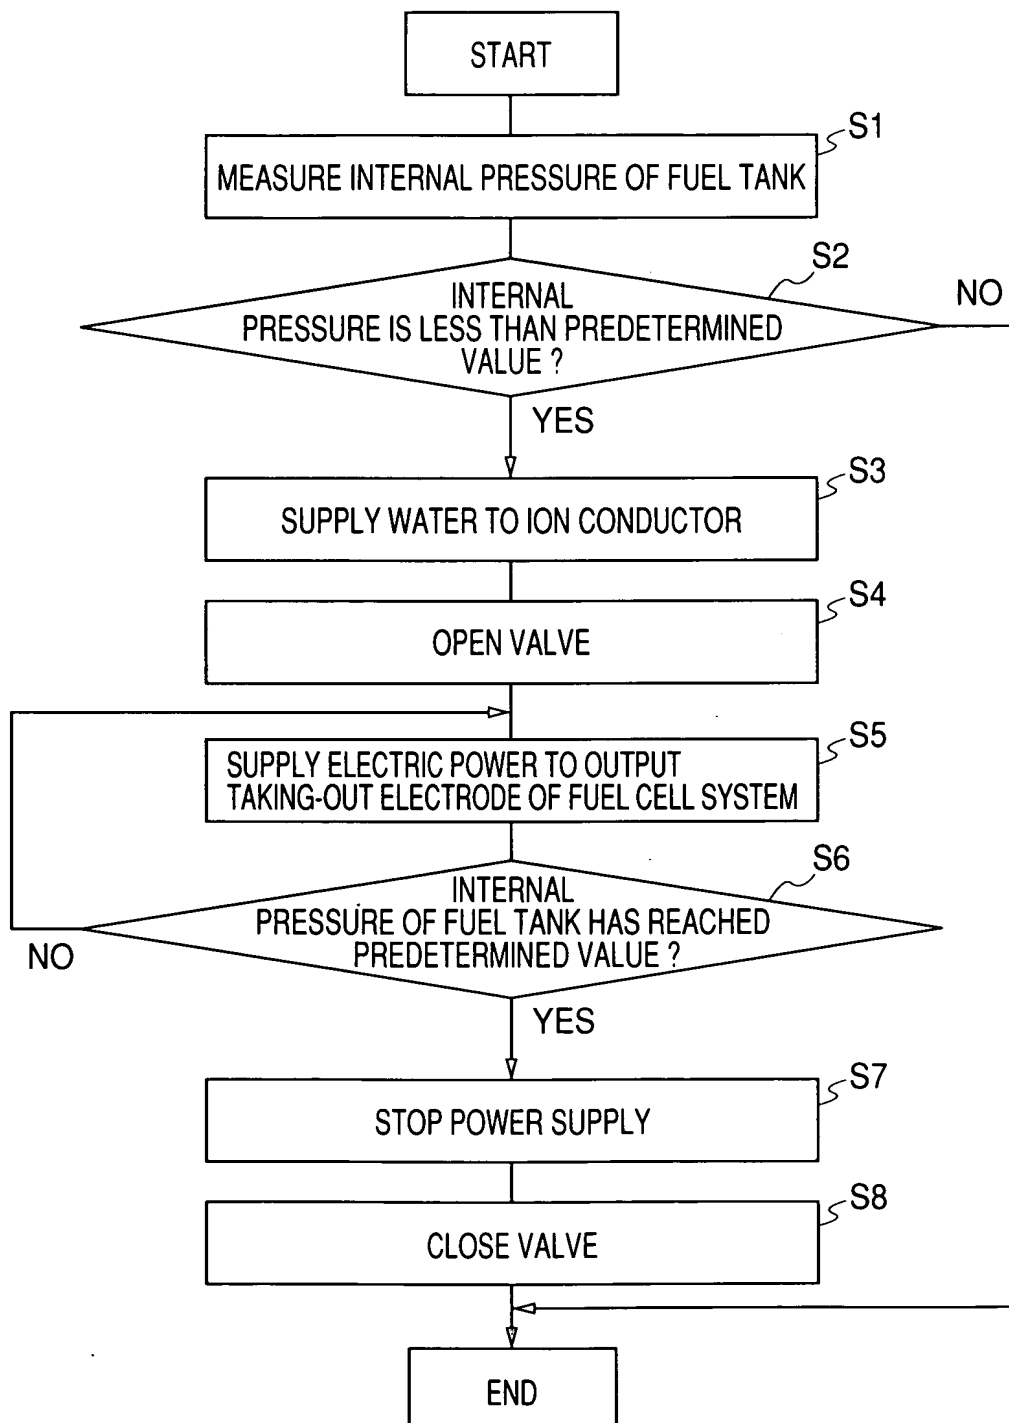 START
S1
MEASURE INTERNAL PRESSURE OF FUEL TANK
S2
NO
INTERNAL
PRESSURE IS LESS THAN PREDETERMINED
VALUE ?
YES
S3
SUPPLY WATER TO ION CONDUCTOR
S4
OPEN VALVE
S5
SUPPLY ELECTRIC POWER TO OUTPUT
TAKING-OUT ELECTRODE OF FUEL CELL SYSTEM
S6
INTERNAL
PRESSURE OF FUEL TANK HAS REACHED
PREDETERMINED VALUE ?
NO
YES
S7
STOP POWER SUPPLY
S8
CLOSE VALVE
END